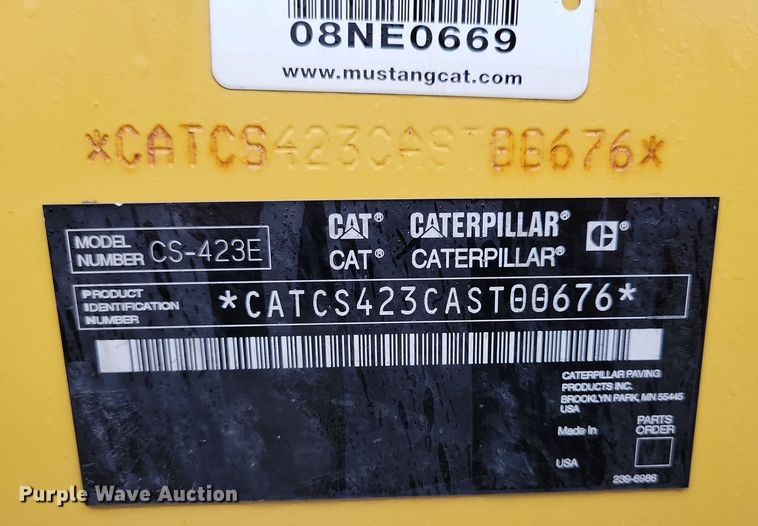 08NE0669
www.mustangcat.com
*CATCS423CAST00676*
MODEL NUMBER CS-423E
CAT® CATERPILLAR® C®
CAT® CATERPILLAR®
PRODUCT IDENTIFICATION NUMBER *CATCS423CAST00676*
CATERPILLAR PAVING
PRODUCTS INC.
BROOKLYN PARK, MN 55445
USA
Made In
PARTS ORDER
USA
239-6986
Purple Wave Auction